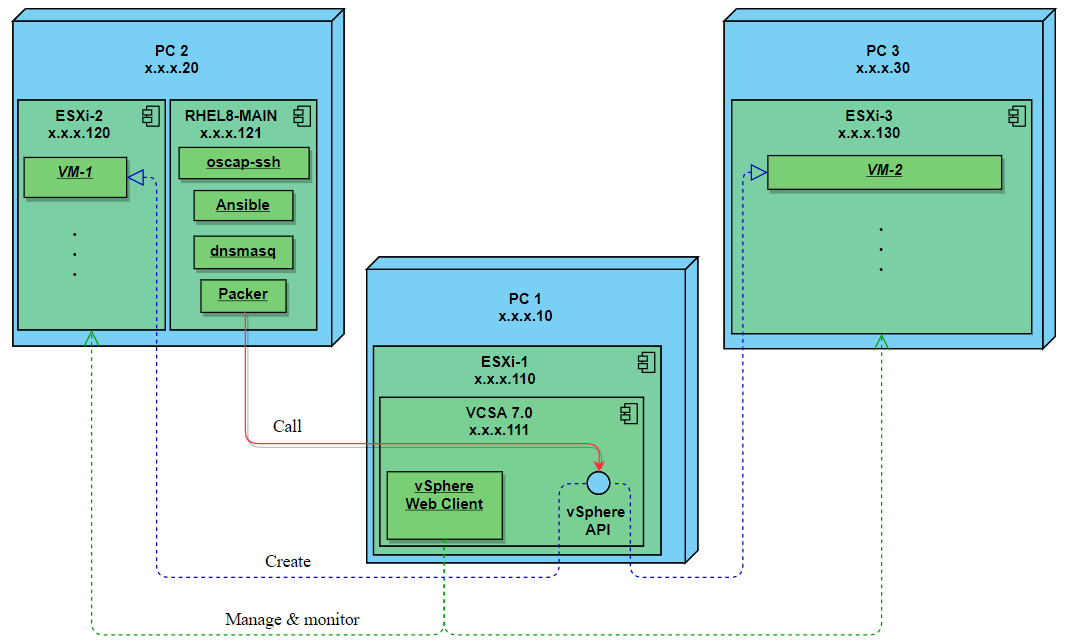 PC 2
x.x.x.20
ESXi-2
x.x.x.120
VM-1
RHEL8-MAIN
x.x.x.121
oscap-ssh
Ansible
dnsmasq
Packer
PC 3
x.x.x.30
ESXi-3
x.x.x.130
VM-2
PC 1
x.x.x.10
ESXi-1
x.x.x.110
VCSA 7.0
x.x.x.111
vSphere
Web Client
vSphere
API
Call
Create
Manage & monitor